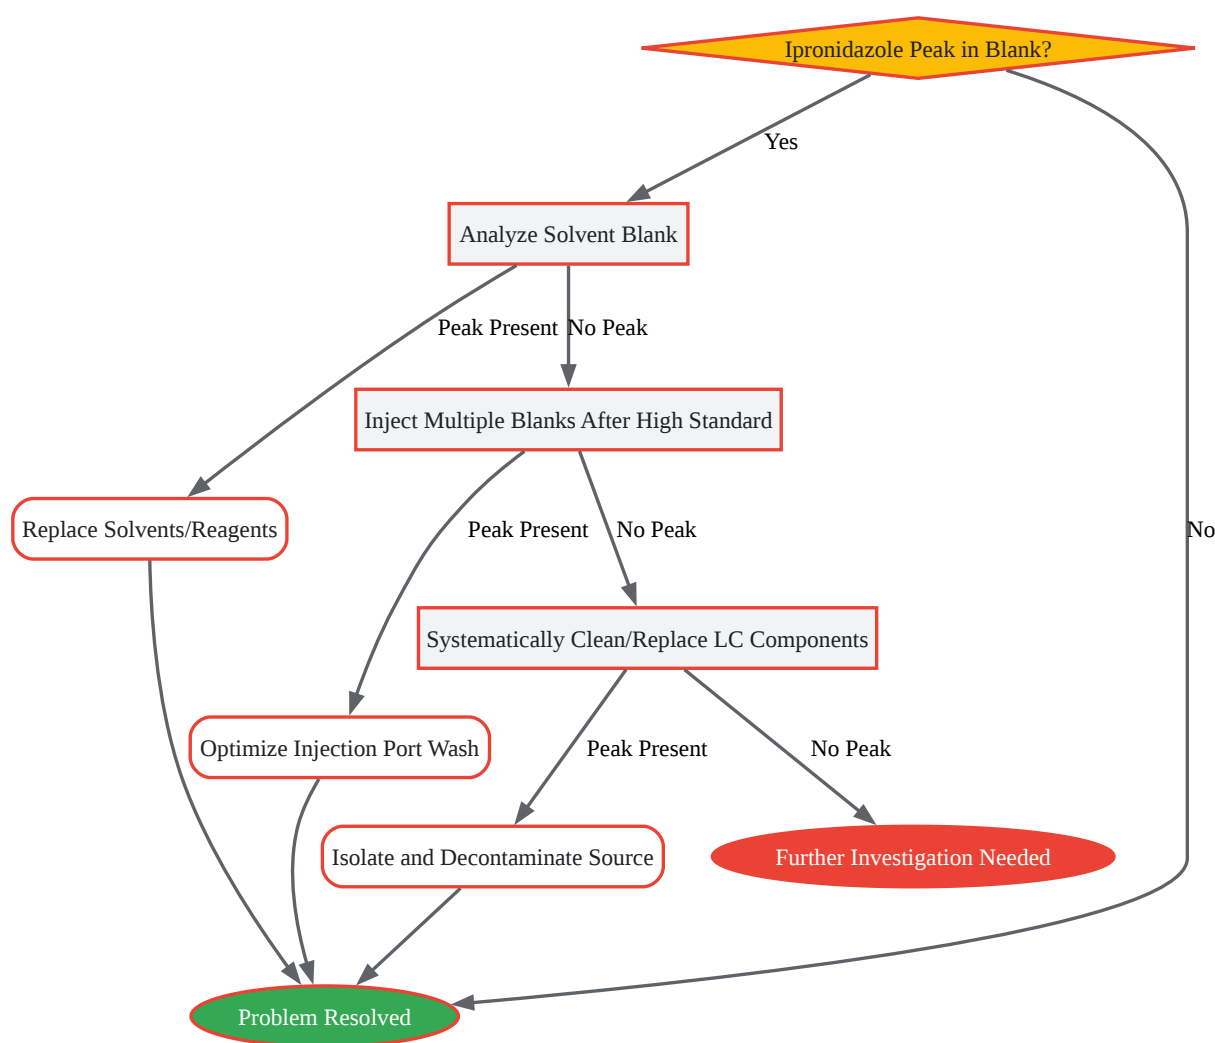 Ipronidazole Peak in Blank?
Yes
Analyze Solvent Blank
Peak Present
No Peak
Inject Multiple Blanks After High Standard
Replace Solvents/Reagents
Peak Present
No Peak
No
Systematically Clean/Replace LC Components
Optimize Injection Port Wash
Peak Present
No Peak
Isolate and Decontaminate Source
Further Investigation Needed
Problem Resolved